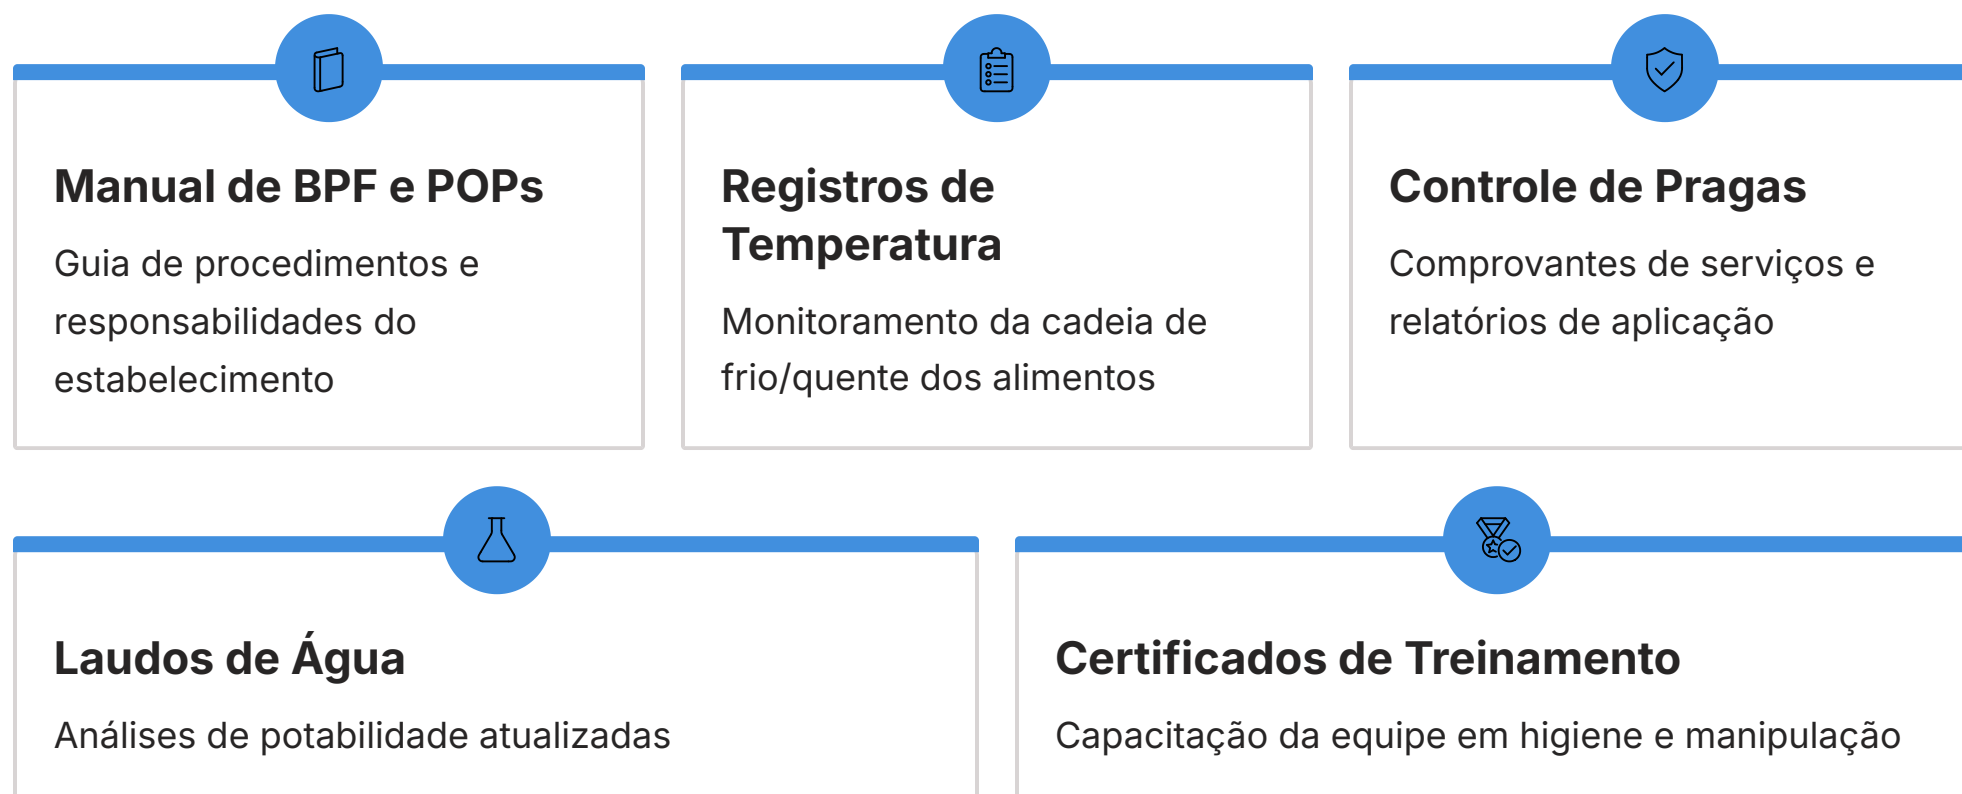 Manual de BPF e POPs
Guia de procedimentos e
responsabilidades do
estabelecimento
Registros de
Temperatura
Monitoramento da cadeia de
frio/quente dos alimentos
Controle de Pragas
Comprovantes de serviços e
relatórios de aplicação
Laudos de Água
Análises de potabilidade atualizadas
Certificados de Treinamento
Capacitação da equipe em higiene e manipulação